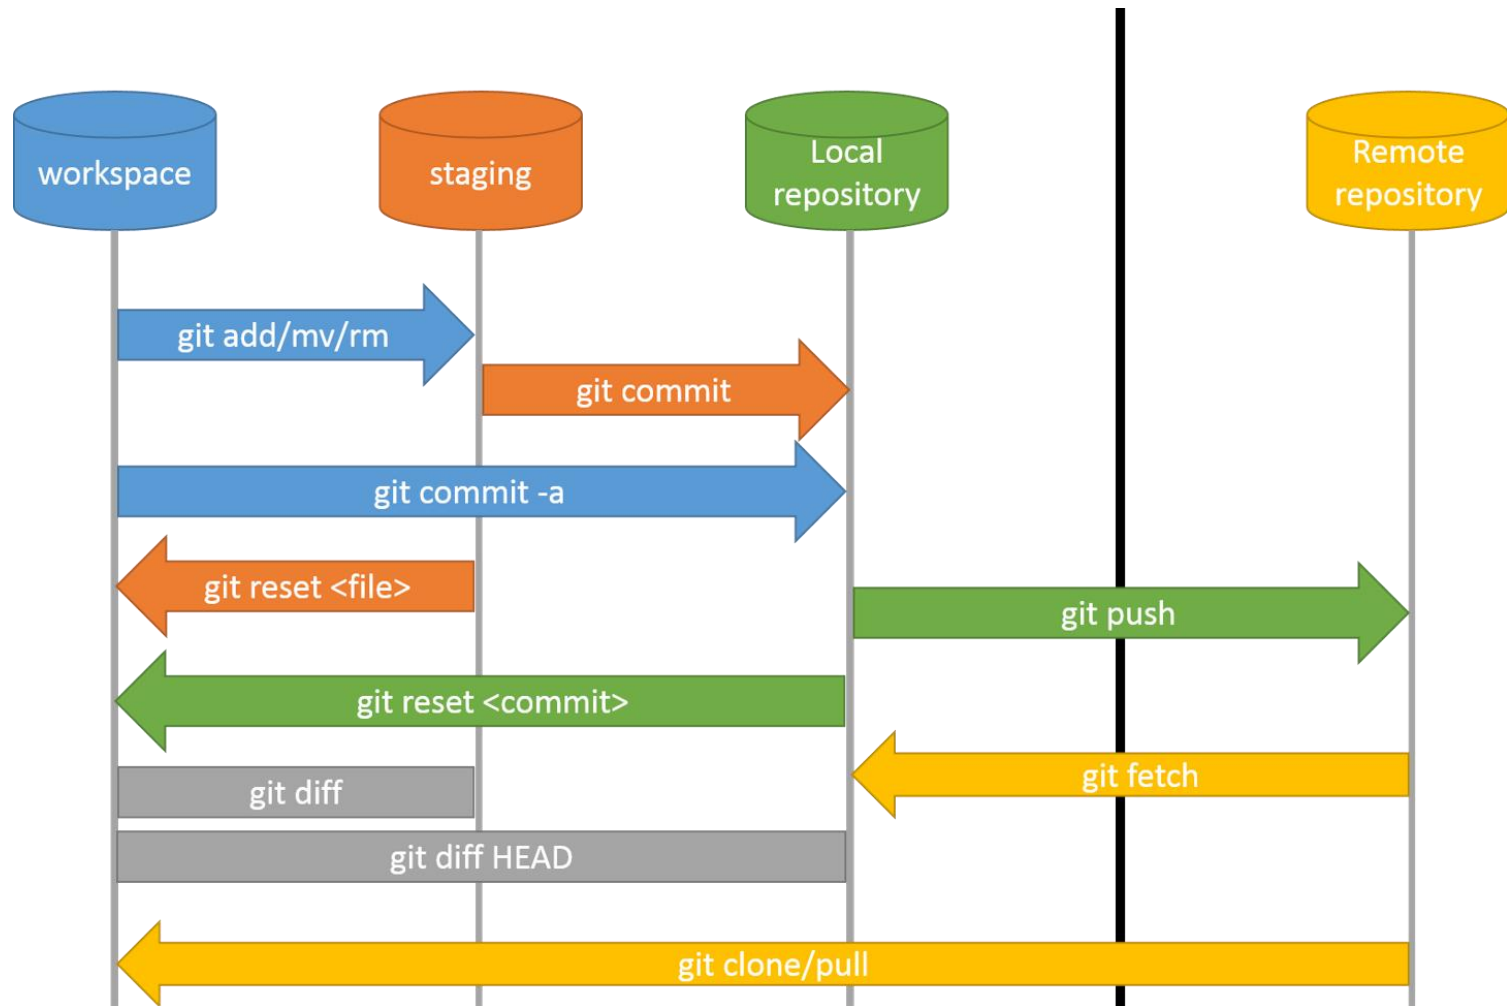 workspace
staging
Local
repository
Remote
repository
git add/mv/rm
git commit
git commit -a
git reset <file>
git push
git reset <commit>
git fetch
git diff
git diff HEAD
git clone/pull